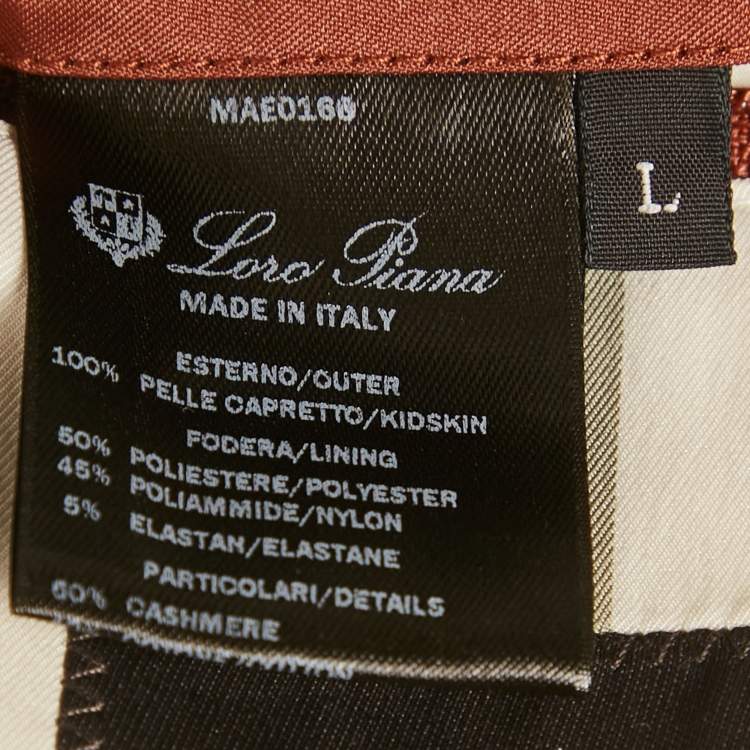 MAE0166
L
Loro Piana
MADE IN ITALY
ESTERNO/OUTER
100% PELLE CAPRETTO/KIDSKIN
FODERA/LINING
50% POLIESTERE/POLYESTER
45% POLIAMMIDE/NYLON
5% ELASTAN/ELASTANE
PARTICOLARI/DETAILS
60% CASHMERE